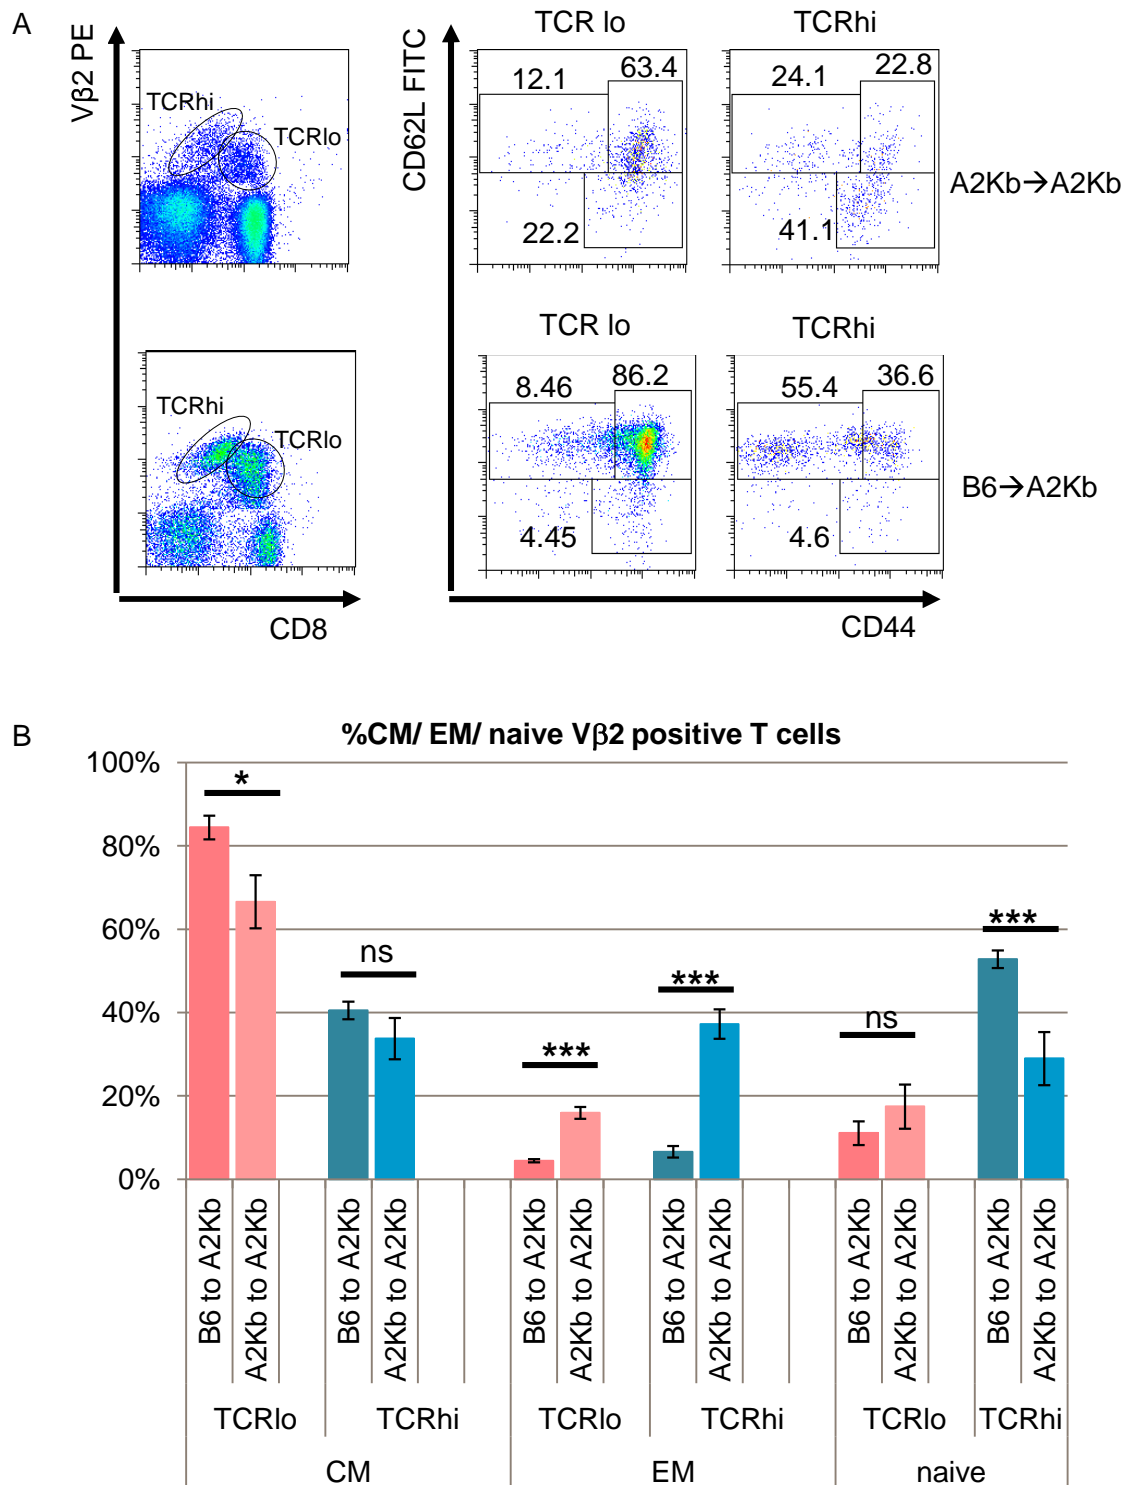 A
Vβ2 PE
TCRhi
TCRlo
TCRhi
TCRlo
CD8
CD62L FITC
TCR lo
TCRhi
12.1
63.4
22.2
24.1
22.8
41.1
A2Kb→A2Kb
TCR lo
TCRhi
8.46
86.2
4.45
55.4
36.6
4.6
B6→A2Kb
CD44
B
%CM/ EM/ naive Vβ2 positive T cells
100%
80%
60%
40%
20%
0%
*
ns
***
***
ns
***
B6 to A2Kb
A2Kb to A2Kb
B6 to A2Kb
A2Kb to A2Kb
B6 to A2Kb
A2Kb to A2Kb
B6 to A2Kb
A2Kb to A2Kb
B6 to A2Kb
A2Kb to A2Kb
B6 to A2Kb
A2Kb to A2Kb
TCRlo
TCRhi
TCRlo
TCRhi
TCRlo
TCRhi
CM
EM
naive